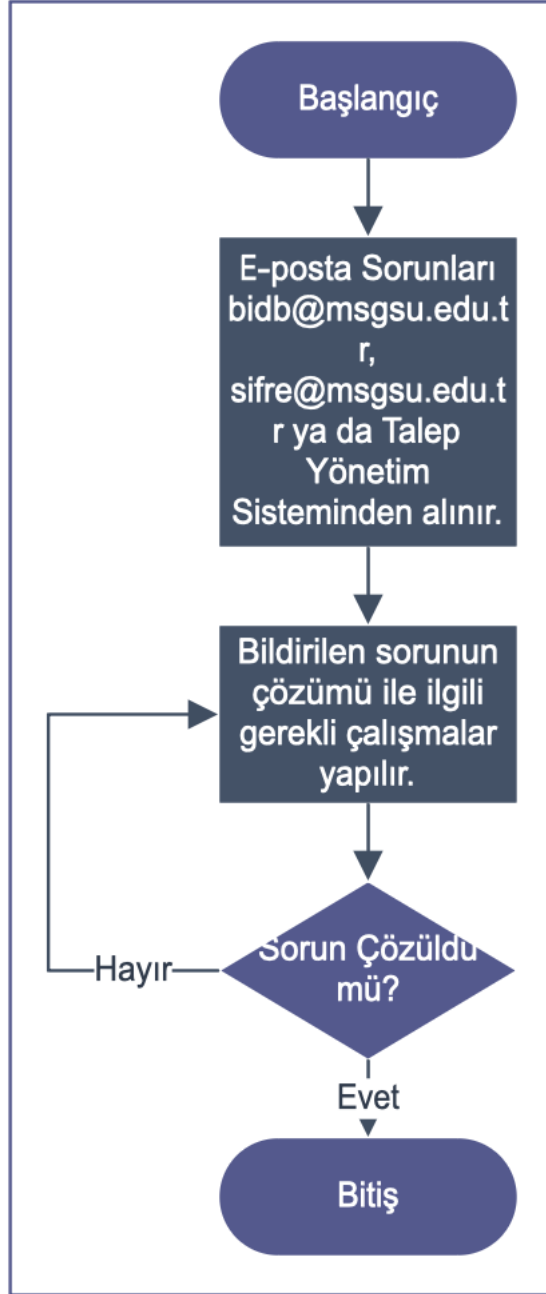 Başlangıç
E-posta Sorunları
bidb@msgsu.edu.t
r,
sifre@msgsu.edu.t
r ya da Talep
Yönetim
Sisteminden alınır.
Bildirilen sorunun
çözümü ile ilgili
gerekli çalışmalar
yapılır.
Sorun Çözüldü
mü?
Hayır
Evet
Bitiş